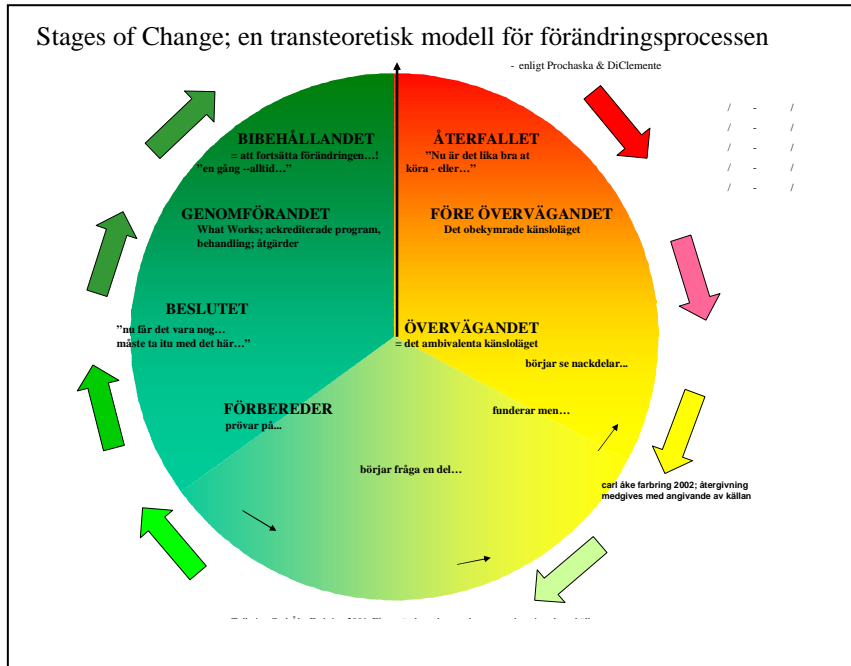 Stages of Change; en transteoretisk modell för förändringsprocessen
- enligt Prochaska & DiClemente
/ - /
/ - /
/ - /
/ - /
/ - /
BIBEHÅLLANDET
= att fortsätta förändringen…!
”en gång --alltid…”
ÅTERFALLET
”Nu är det lika bra at
köra - eller…”
GENOMFÖRANDET
What Works; ackrediterade program,
behandling; åtgärder
FÖRE ÖVERVÄGANDET
Det obekymrade känsloläget
BESLUTET
”nu får det vara nog…
måste ta itu med det här…”
ÖVERVÄGANDET
= det ambivalenta känsloläget
börjar se nackdelar...
FÖRBEREDER
prövar på...
funderar men…
börjar fråga en del…
carl åke farbring 2002; återgivning
medgives med angivande av källan